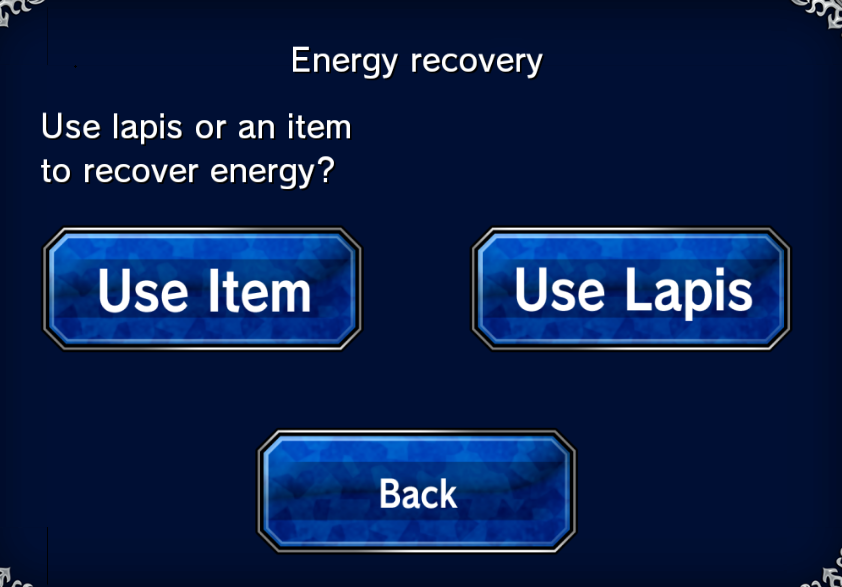 Energy recovery
Use lapis or an item
to recover energy?
Use Item
Use Lapis
Back